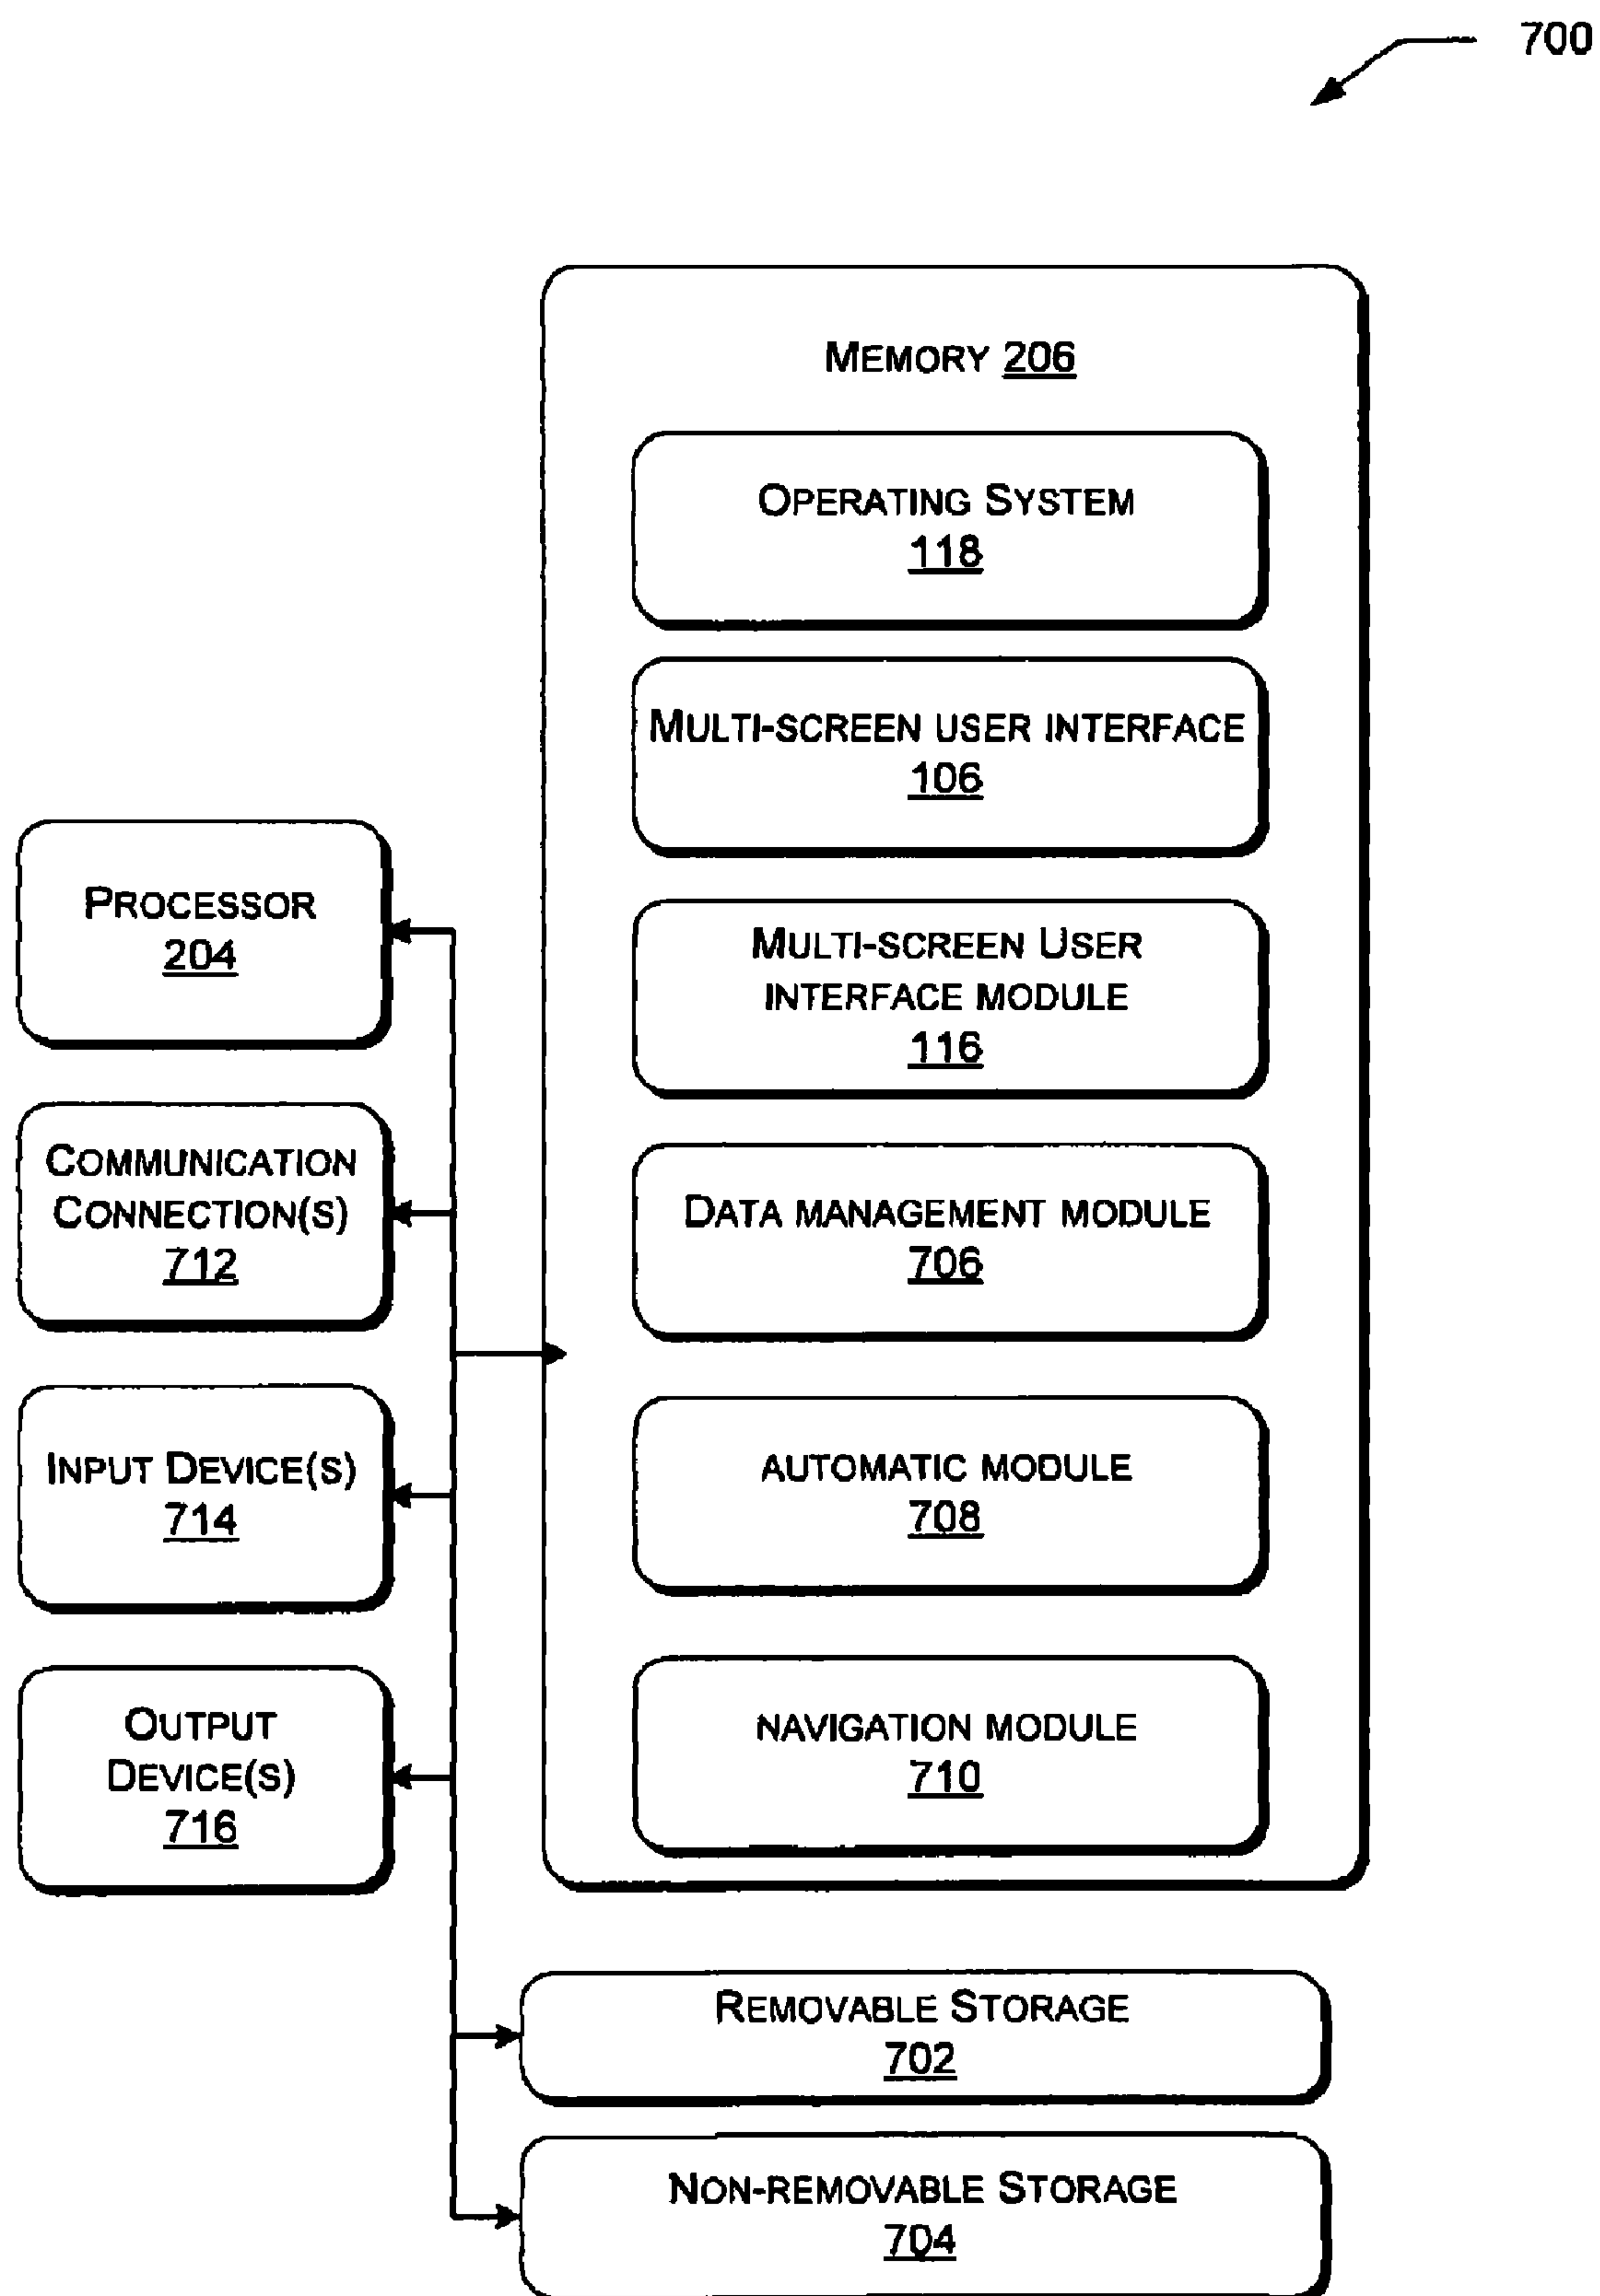 700
MEMORY 206
OPERATING SYSTEM
118
MULTI-SCREEN USER INTERFACE
106
MULTI-SCREEN USER
INTERFACE MODULE
116
DATA MANAGEMENT MODULE
706
AUTOMATIC MODULE
708
NAVIGATION MODULE
710
PROCESSOR
204
COMMUNICATION
CONNECTION(S)
712
INPUT DEVICE(S)
714
OUTPUT
DEVICE(S)
716
REMOVABLE STORAGE
702
NON-REMOVABLE STORAGE
704